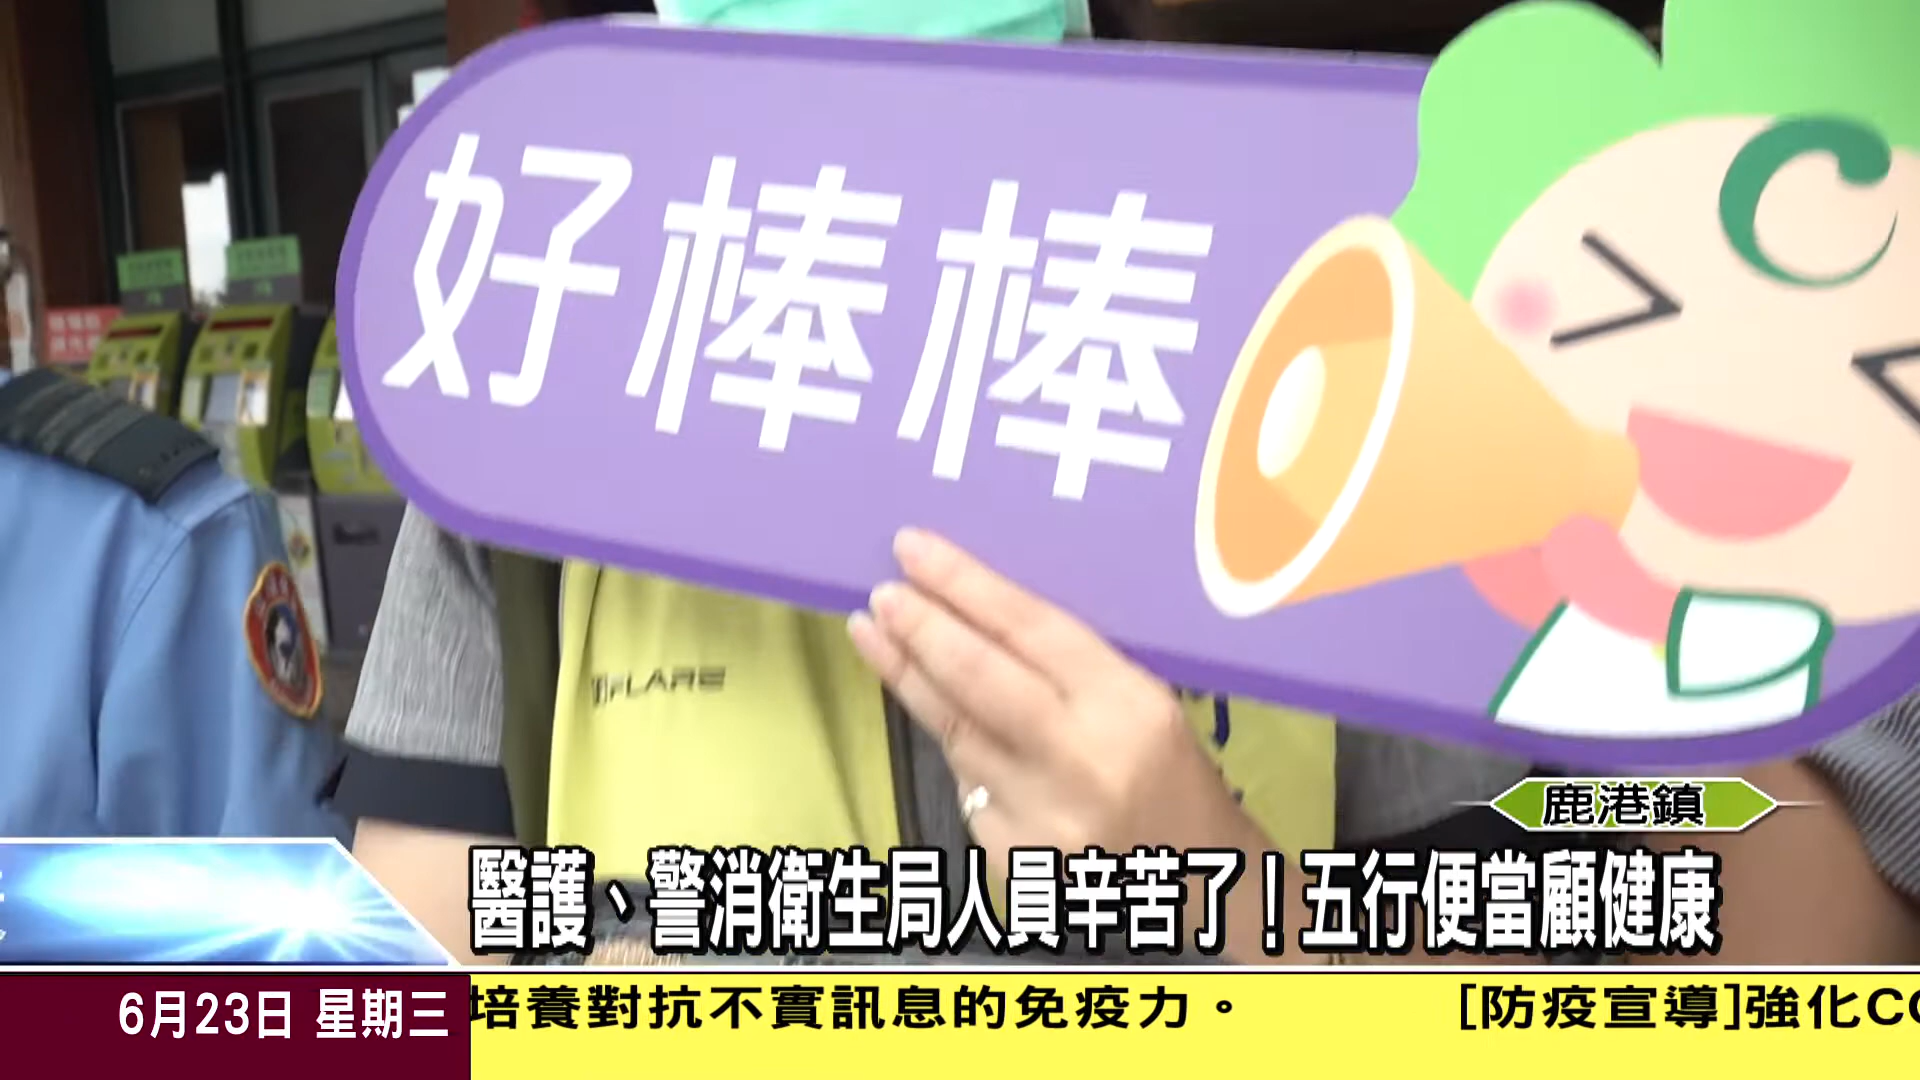 好棒棒
FLARE
鹿港鎮
醫護、警消衛生局人員辛苦了！五行便當顧健康
6月23日 星期三
培養對抗不實訊息的免疫力。 [防疫宣導]強化CO